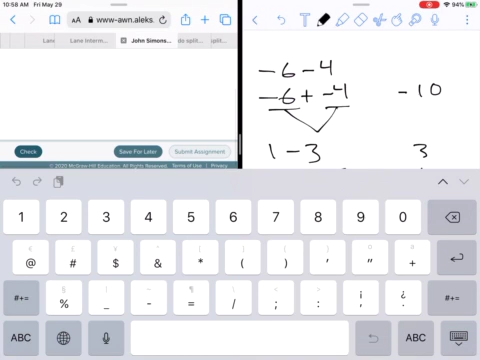 10:58 AM Fri May 29
94%
AA www-awn.aleks...
Lane Lane Interm... John Simons... do split... split...
-6-4
-6+-4 -10
1-3 3
Check Save For Later Submit Assignment
© 2020 McGraw-Hill Education. All Rights Reserved. Terms of Use | Privacy
1 2 3 4 5 6 7 8 9 0
€ £ ¥
@ # $ & * ( ) ' " +
#+= % _ - = / ; : ¡ ¿ #+=
ABC ABC